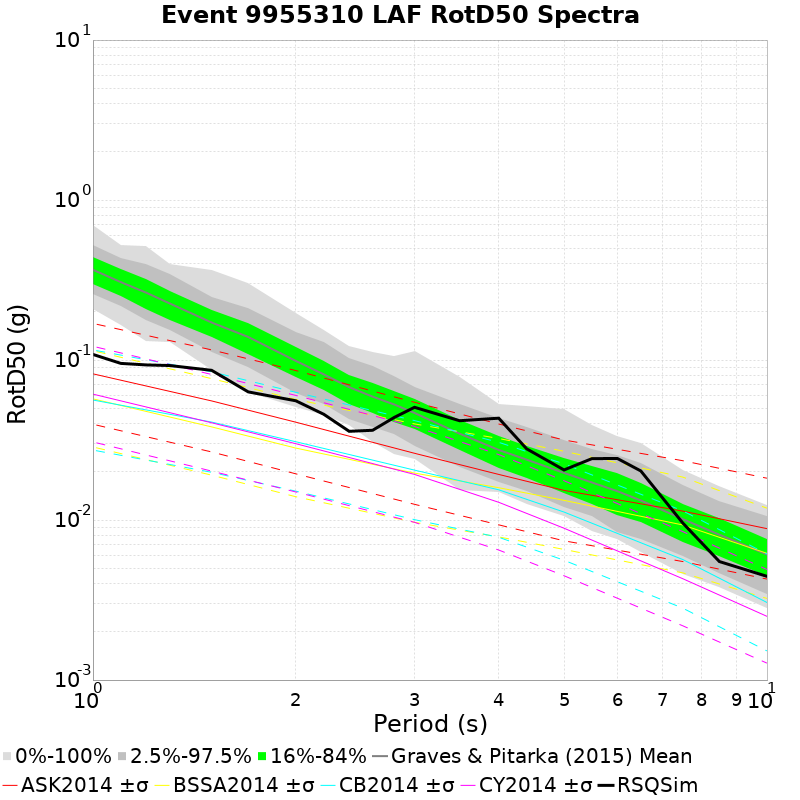 Event 9955310 LAF RotD50 Spectra
10^1
10^0
10^-1
10^-2
10^-3
RotD50 (g)
10^0 2 3 4 5 6 7 8 9 10^1
Period (s)
0%-100% 2.5%-97.5% 16%-84% Graves & Pitarka (2015) Mean
ASK2014 ±σ BSSA2014 ±σ CB2014 ±σ CY2014 ±σ RSQSim